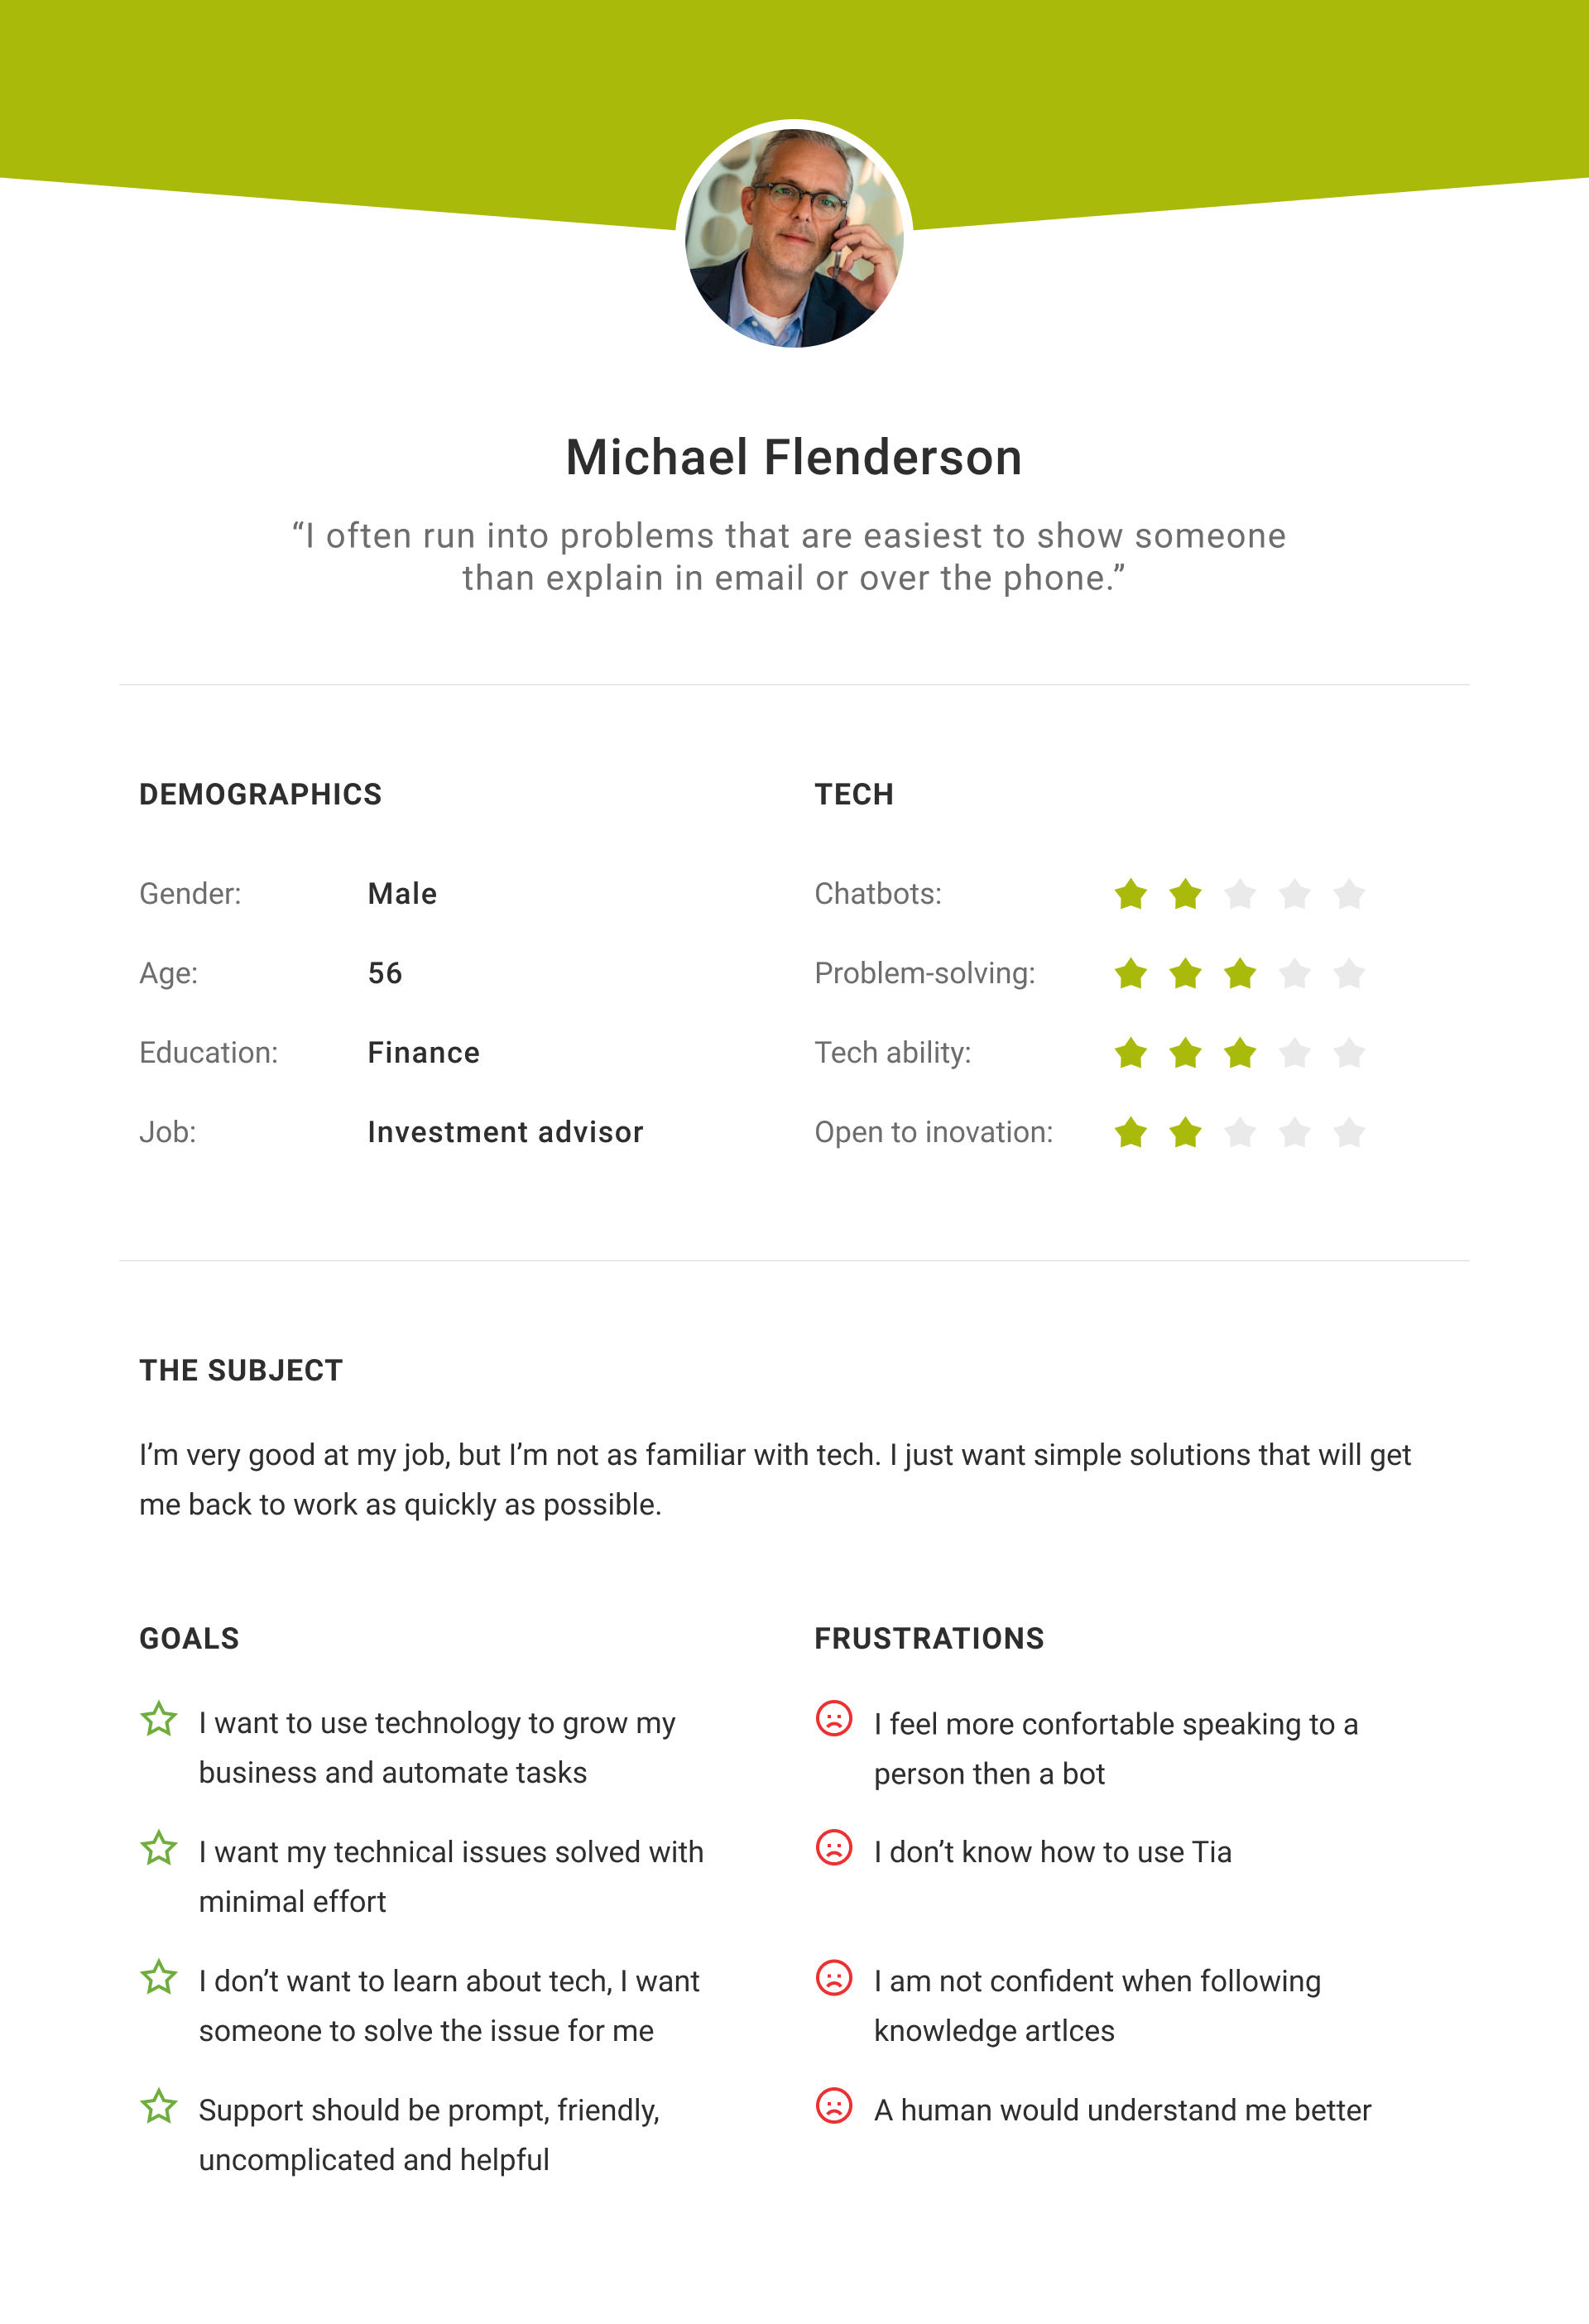 Michael Flenderson
“I often run into problems that are easiest to show someone
than explain in email or over the phone.”
DEMOGRAPHICS
Gender: Male
Age: 56
Education: Finance
Job: Investment advisor
TECH
Chatbots:
Problem-solving:
Tech ability:
Open to inovation:
THE SUBJECT
I’m very good at my job, but I’m not as familiar with tech. I just want simple solutions that will get
me back to work as quickly as possible.
GOALS
I want to use technology to grow my
business and automate tasks
I want my technical issues solved with
minimal effort
I don’t want to learn about tech, I want
someone to solve the issue for me
Support should be prompt, friendly,
uncomplicated and helpful
FRUSTRATIONS
I feel more confortable speaking to a
person then a bot
I don’t know how to use Tia
I am not confident when following
knowledge artlces
A human would understand me better